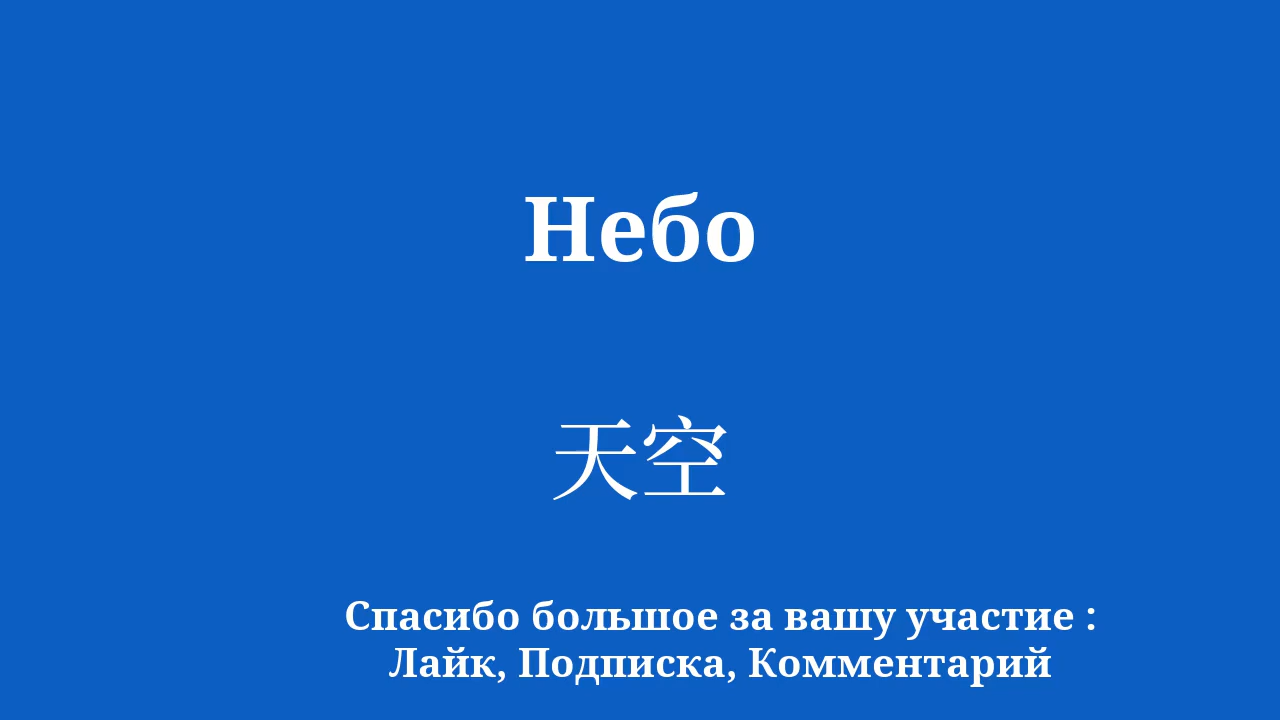 Небо
天空
Спасибо большое за вашу участие :
Лайк, Подписка, Комментарий